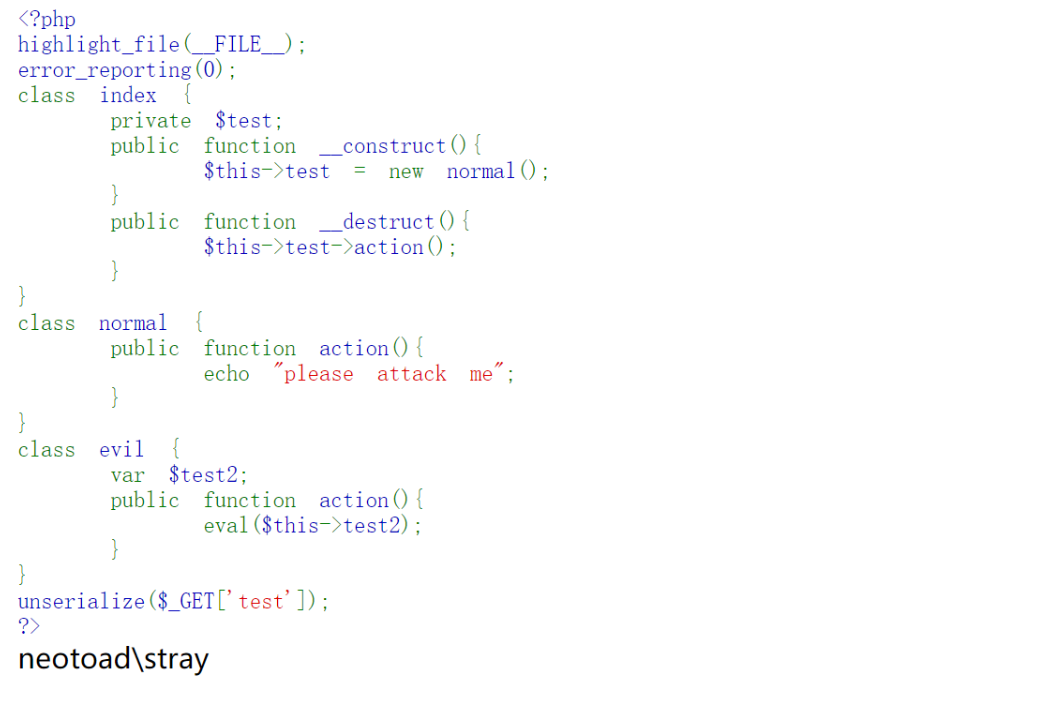 <?php
highlight_file(__FILE__);
error_reporting(0);
class index {
private $test;
public function __construct(){
$this->test = new normal();
}
public function __destruct(){
$this->test->action();
}
}
class normal {
public function action(){
echo "please attack me";
}
}
class evil {
var $test2;
public function action(){
eval($this->test2);
}
}
unserialize($_GET['test']);
?>
neotoad\stray